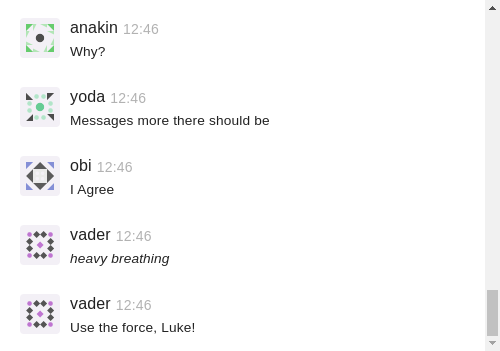 anakin 12:46
Why?
yoda 12:46
Messages more there should be
obi 12:46
I Agree
vader 12:46
heavy breathing
vader 12:46
Use the force, Luke!